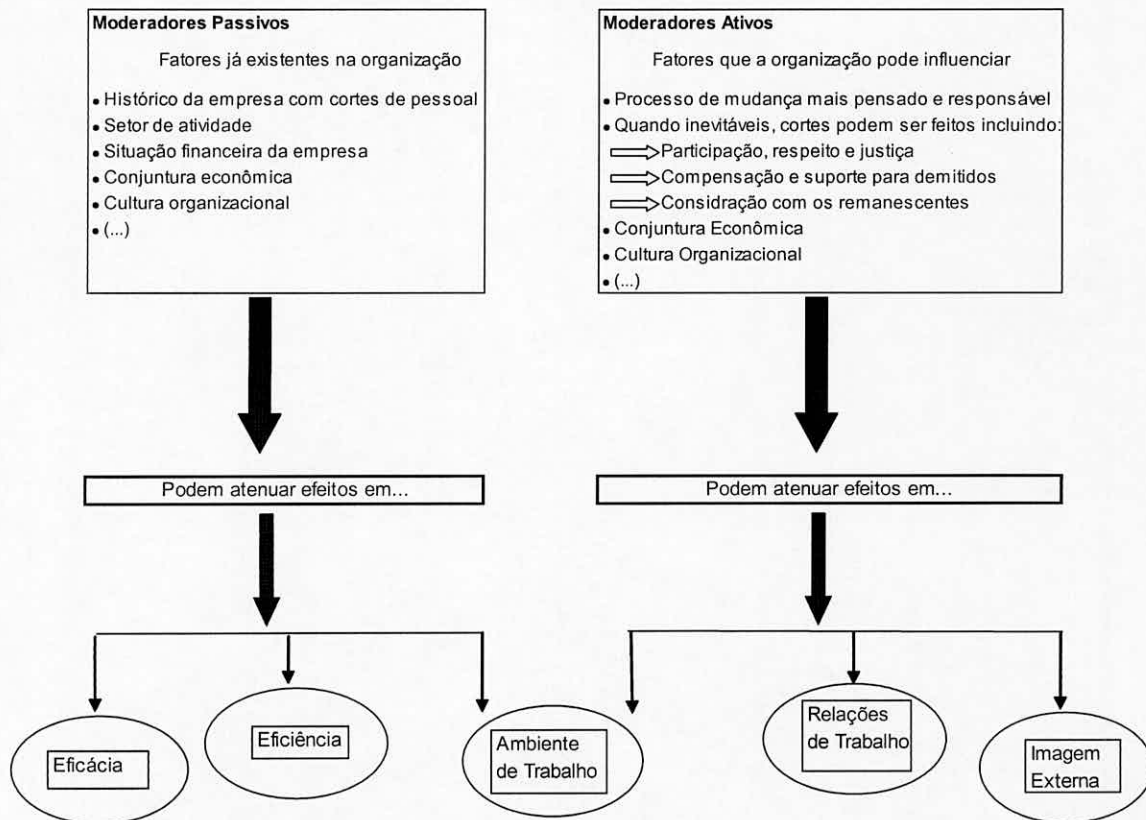 Moderadores Passivos
Fatores já existentes na organização
• Histórico da empresa com cortes de pessoal
• Setor de atividade
• Situação financeira da empresa
• Conjuntura econômica
• Cultura organizacional
• (...)
Moderadores Ativos
Fatores que a organização pode influenciar
• Processo de mudança mais pensado e responsável
• Quando inevitáveis, cortes podem ser feitos incluindo:
Participação, respeito e justiça
Compensação e suporte para demitidos
Considração com os remanescentes
• Conjuntura Econômica
• Cultura Organizacional
• (...)
Podem atenuar efeitos em...
Podem atenuar efeitos em...
Eficácia
Eficiência
Ambiente
de Trabalho
Relações
de Trabalho
Imagem
Externa